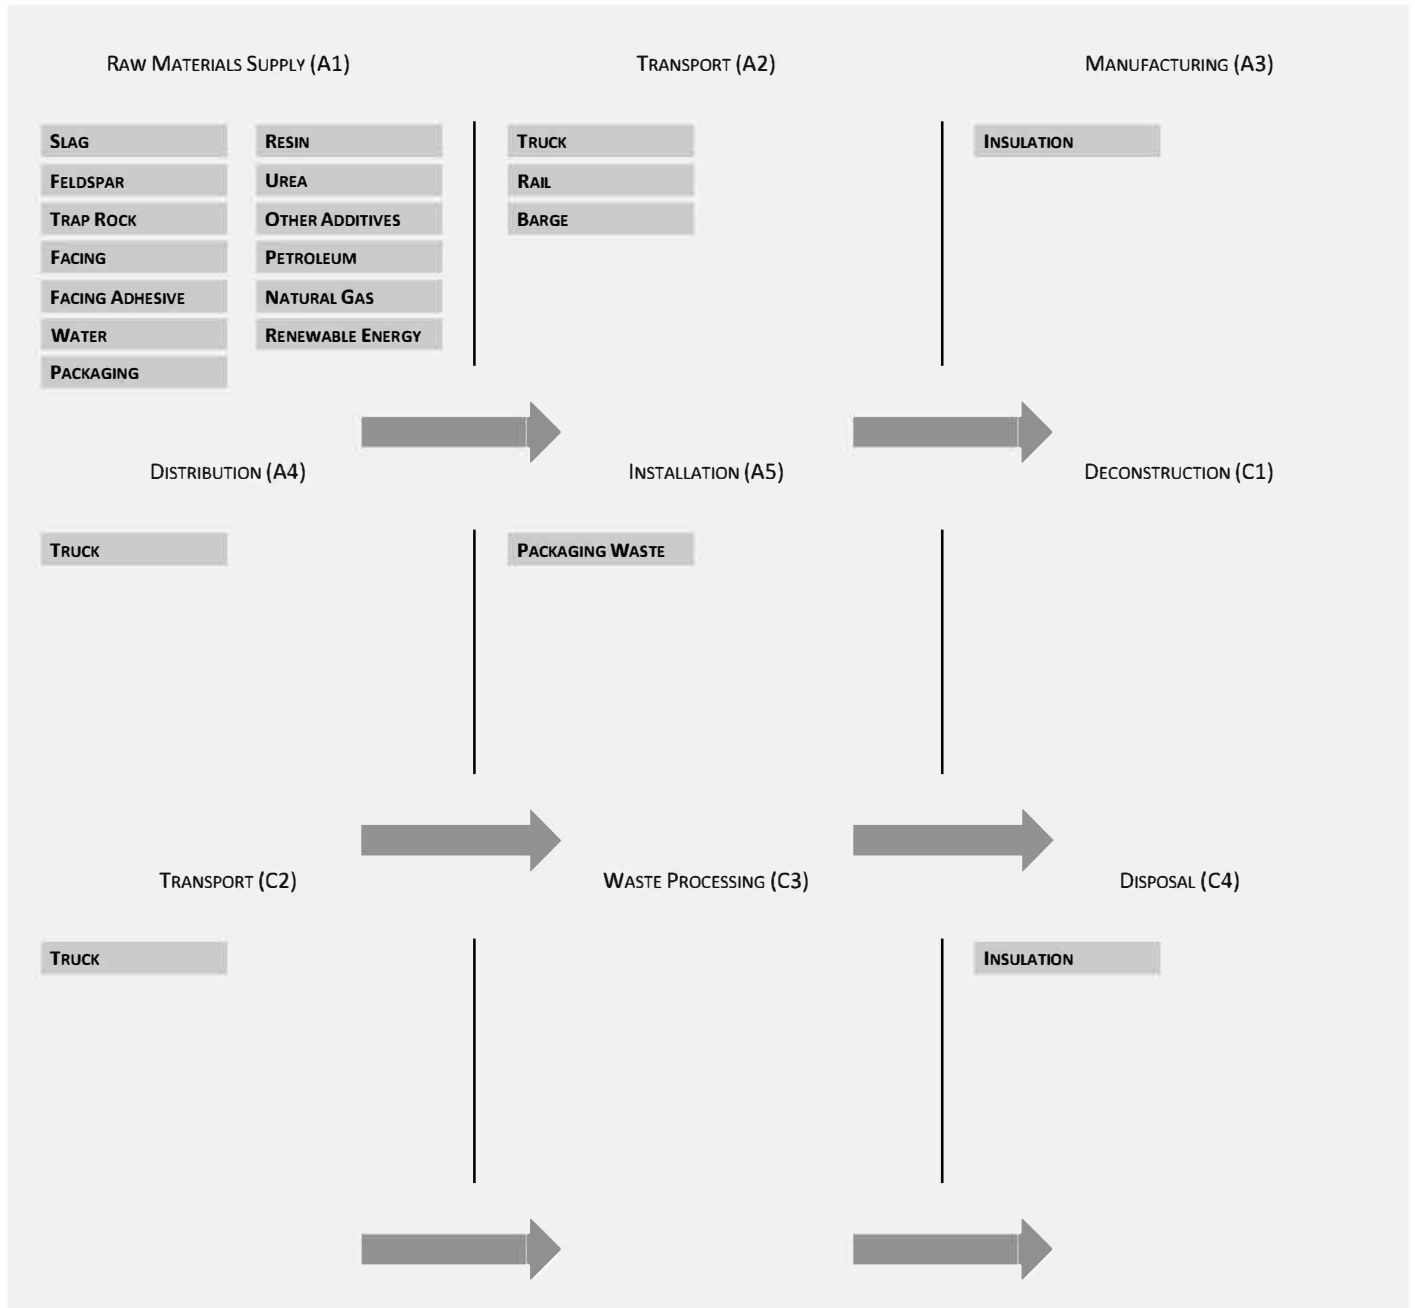 Raw Materials Supply (A1)
Transport (A2)
Manufacturing (A3)
Slag
Feldspar
Trap Rock
Facing
Facing Adhesive
Water
Packaging
Resin
Urea
Other Additives
Petroleum
Natural Gas
Renewable Energy
Truck
Rail
Barge
Insulation
Distribution (A4)
Installation (A5)
Deconstruction (C1)
Truck
Packaging Waste
Transport (C2)
Waste Processing (C3)
Disposal (C4)
Truck
Insulation